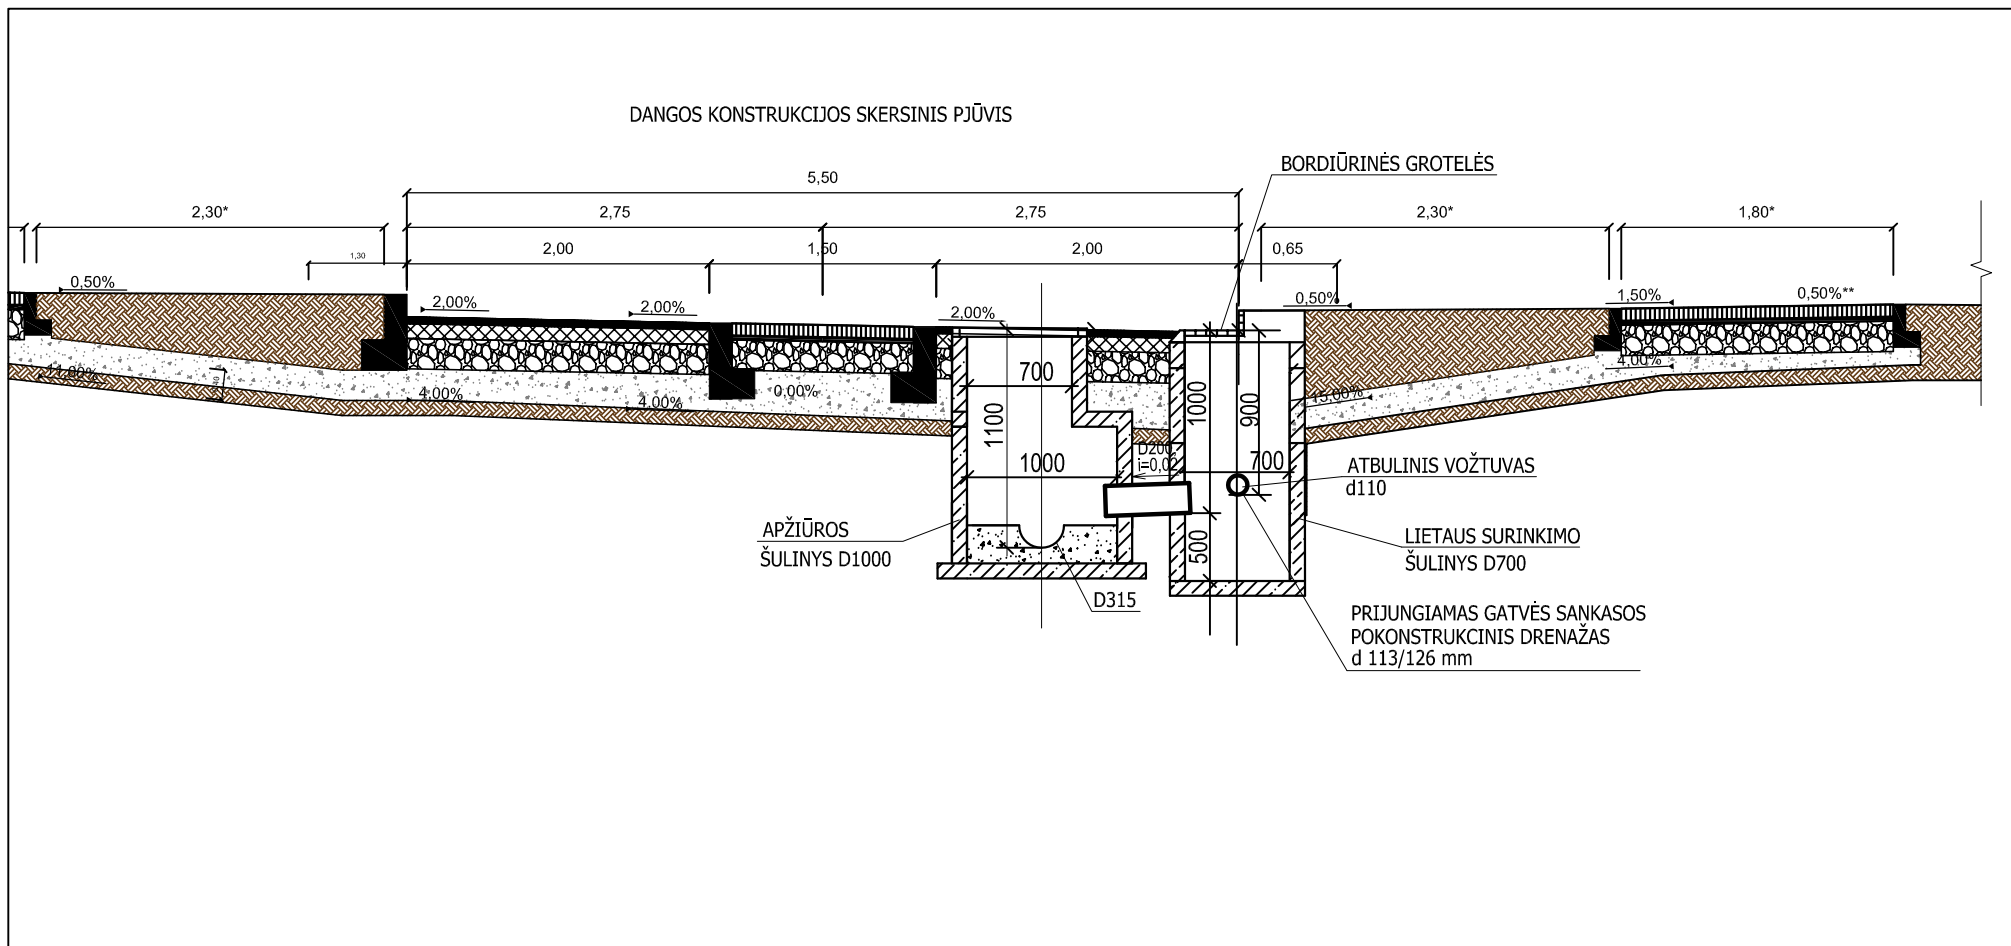 DANGOS KONSTRUKCIJOS SKERSINIS PJŪVIS
BORDIŪRINĖS GROTELĖS
5,50
2,30*
2,75
2,75
2,30*
1,80*
1,30
2,00
1,50
2,00
0,65
0,50%
2,00%
2,00%
2,00%
0,50%
1,50%
0,50%**
11,00%
4,00%
4,00%
0,00%
15,00%
4,00%
700
1100
1000
D200
i=0,02
1000
900
700
500
ATBULINIS VOŽTUVAS
d110
APŽIŪROS
ŠULINYS D1000
LIETAUS SURINKIMO
ŠULINYS D700
D315
PRIJUNGIAMAS GATVĖS SANKASOS
POKONSTRUKCINIS DRENAŽAS
d 113/126 mm